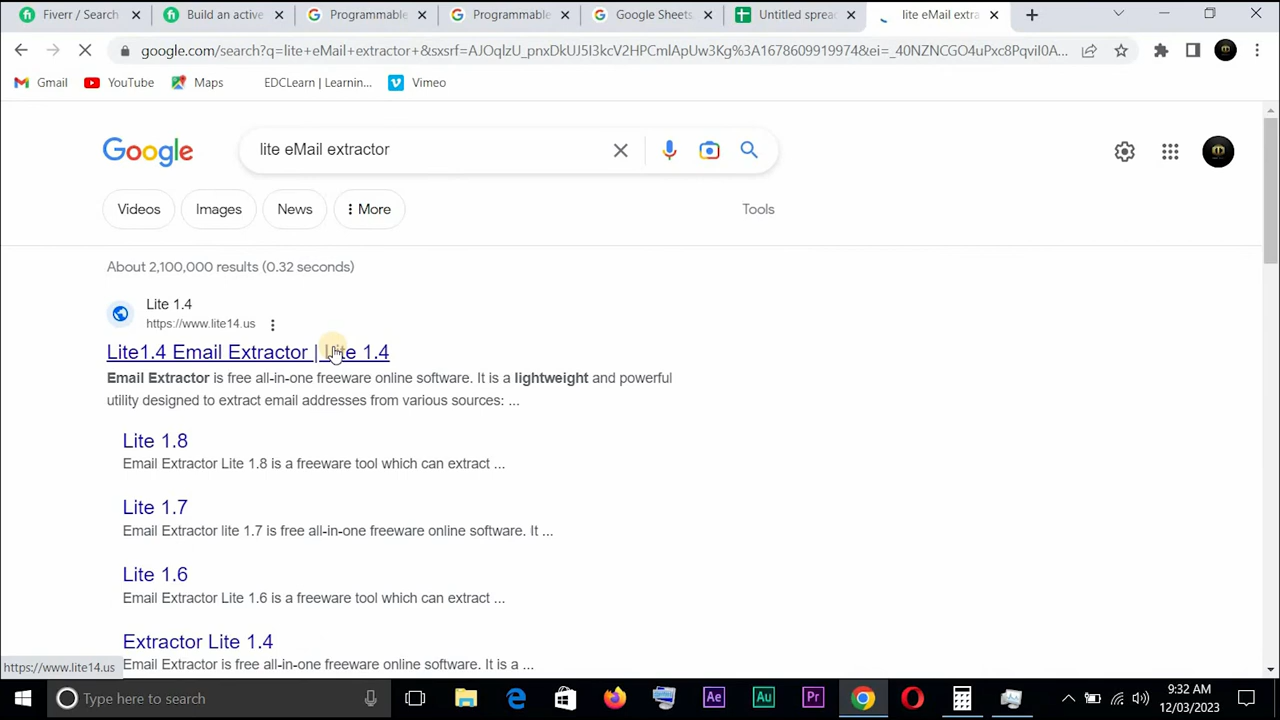 Fiverr / Search
Build an active
Programmable
Programmable
Google Sheets,
Untitled sprea
lite eMail extra
google.com/search?q=lite+eMail+extractor+&sxsrf=AJOqlzU_pnxDkUJ5I3kcV2HPCmlApUw3Kg%3A1678609919974&ei=_40NZNCGO4uPxc8PqviI0A...
Gmail
YouTube
Maps
EDCLearn | Learnin...
Vimeo
Google
lite eMail extractor
Videos
Images
News
More
Tools
About 2,100,000 results (0.32 seconds)
Lite 1.4
https://www.lite14.us
Lite1.4 Email Extractor | Lite 1.4
Email Extractor is free all-in-one freeware online software. It is a lightweight and powerful
utility designed to extract email addresses from various sources: ...
Lite 1.8
Email Extractor Lite 1.8 is a freeware tool which can extract ...
Lite 1.7
Email Extractor lite 1.7 is free all-in-one freeware online software. It ...
Lite 1.6
Email Extractor Lite 1.6 is a freeware tool which can extract ...
Extractor Lite 1.4
Email Extractor is free all-in-one freeware online software. It is a ...
https://www.lite14.us
Type here to search
Ae
Au
Pr
9:32 AM
12/03/2023